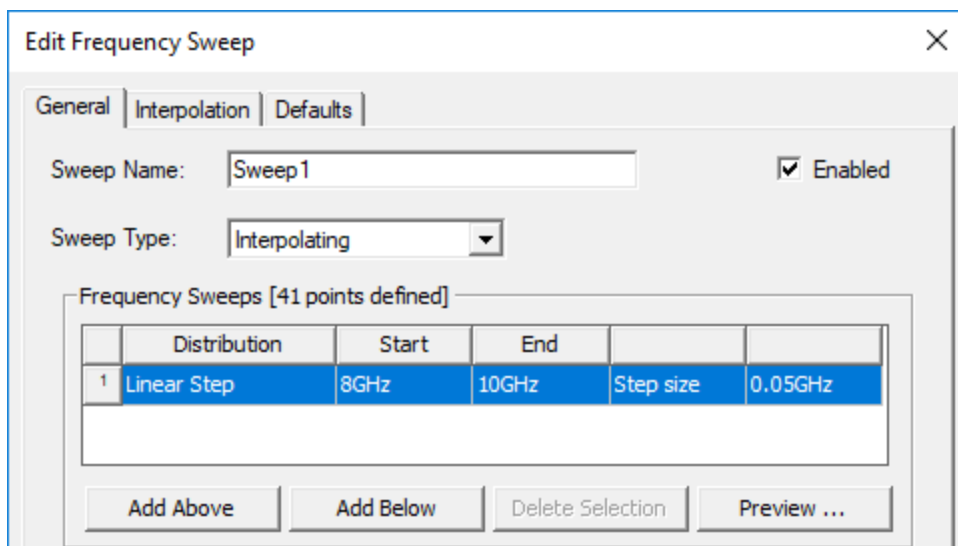 Edit Frequency Sweep
General Interpolation Defaults
Sweep Name: Sweep1 Enabled
Sweep Type: Interpolating
Frequency Sweeps [41 points defined]
Distribution Start End
1 Linear Step 8GHz 10GHz Step size 0.05GHz
Add Above Add Below Delete Selection Preview ...